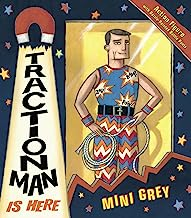 TRACTION
MAN
IS HERE
MINI GREY